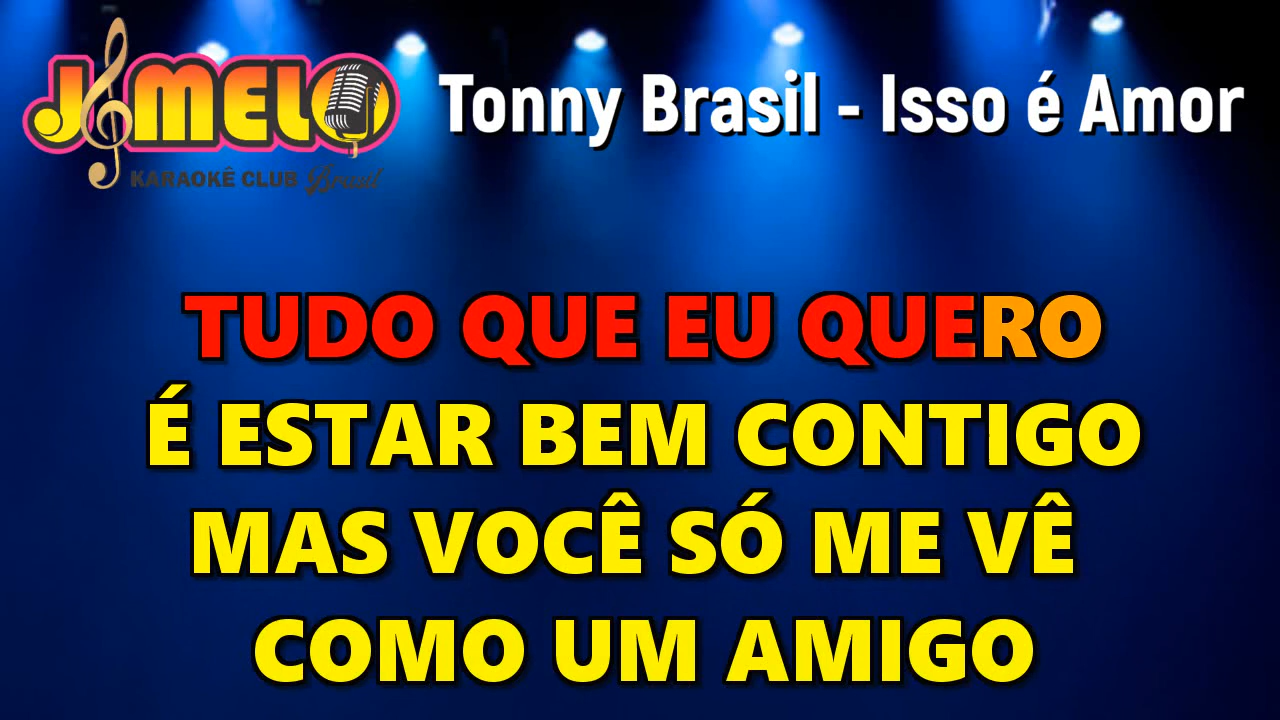 J MELO
KARAOKÊ CLUB Brasil
Tonny Brasil - Isso é Amor
TUDO QUE EU QUERO
É ESTAR BEM CONTIGO
MAS VOCÊ SÓ ME VÊ
COMO UM AMIGO